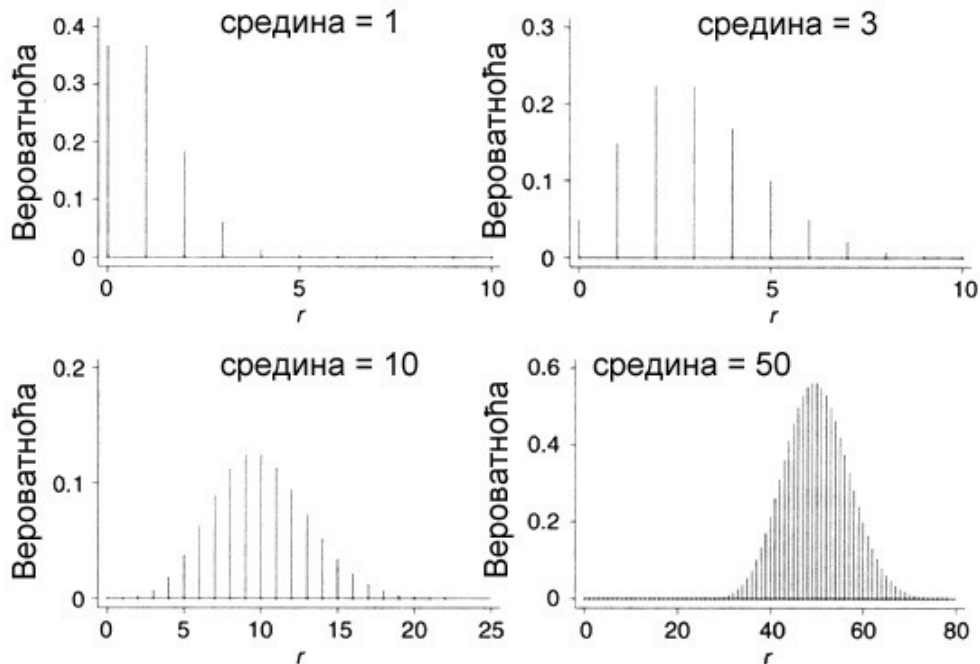 средина = 1
Вероватноћа
0.4
0.3
0.2
0.1
0
0 5 10
r
средина = 3
Вероватноћа
0.3
0.2
0.1
0
0 5 10
r
средина = 10
Вероватноћа
0.2
0.1
0
0 5 10 15 20 25
r
средина = 50
Вероватноћа
0.6
0.4
0.2
0
0 20 40 60 80
r